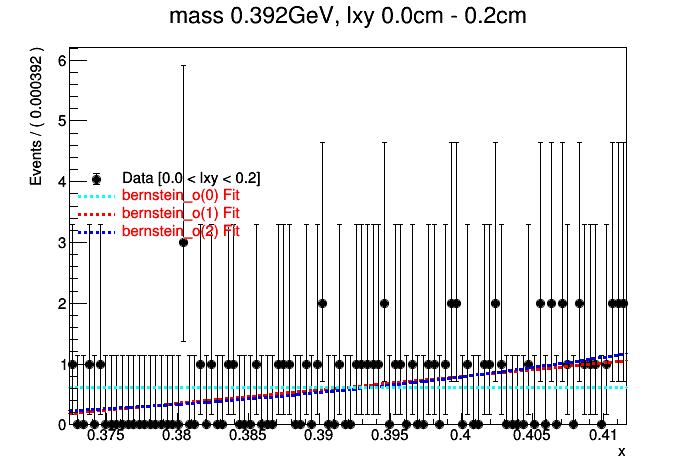 mass 0.392GeV, lxy 0.0cm - 0.2cm
Events / ( 0.000392 )
6
5
4
3
2
1
0
Data [0.0 < lxy < 0.2]
bernstein_o(0) Fit
bernstein_o(1) Fit
bernstein_o(2) Fit
0.375 0.38 0.385 0.39 0.395 0.4 0.405 0.41
x